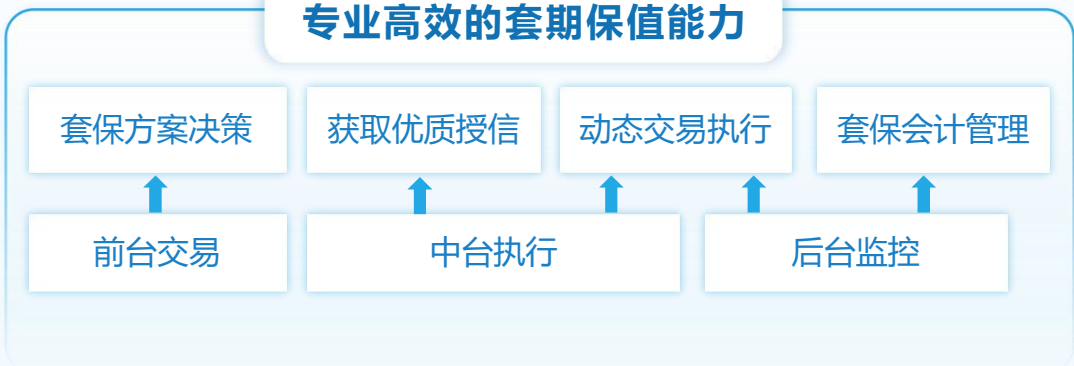 专业高效的套期保值能力
套保方案决策
获取优质授信
动态交易执行
套保会计管理
前台交易
中台执行
后台监控